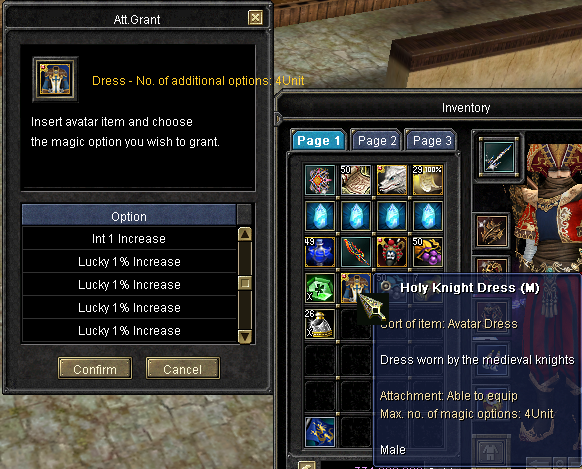 Att.Grant
Dress - No. of additional options: 4Unit
Insert avatar item and choose
the magic option you wish to grant.
Option
Int 1 Increase
Lucky 1% Increase
Lucky 1% Increase
Lucky 1% Increase
Lucky 1% Increase
Confirm
Cancel
Inventory
Page 1
Page 2
Page 3
50
29
100%
49
50
X
50
26
X
Holy Knight Dress (M)
Sort of item: Avatar Dress
Dress worn by the medieval knights
Attachment: Able to equip
Max. no. of magic options: 4Unit
Male